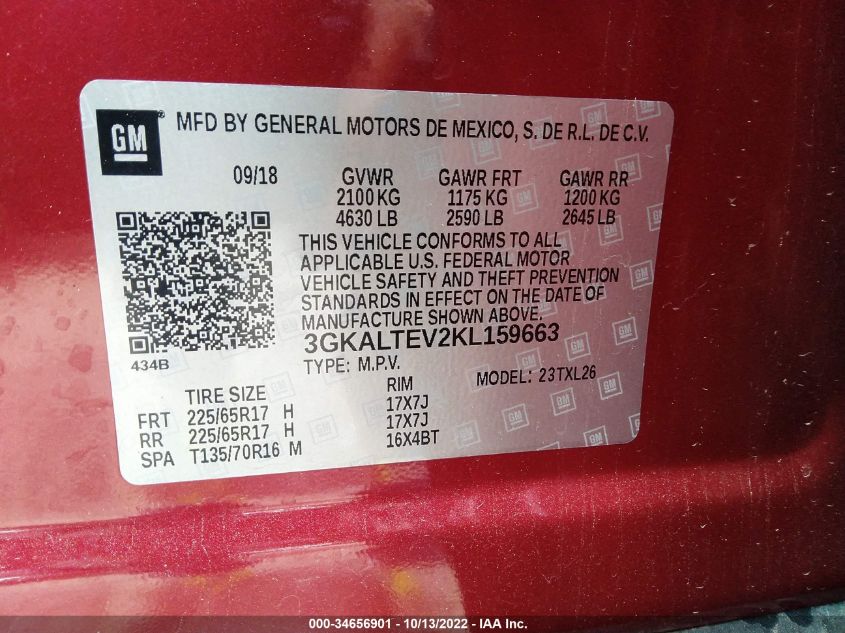 GM
MFD BY GENERAL MOTORS DE MEXICO, S. DE R.L. DE C.V.
09/18 GVWR GAWR FRT GAWR RR
2100 KG 1175 KG 1200 KG
4630 LB 2590 LB 2645 LB
THIS VEHICLE CONFORMS TO ALL
APPLICABLE U.S. FEDERAL MOTOR
VEHICLE SAFETY AND THEFT PREVENTION
STANDARDS IN EFFECT ON THE DATE OF
MANUFACTURE SHOWN ABOVE.
434B
3GKALTEV2KL159663
TYPE: M.P.V. MODEL: 23TXL26
TIRE SIZE RIM
FRT 225/65R17 H 17X7J
RR 225/65R17 H 17X7J
SPA T135/70R16 M 16X4BT
000-34656901 - 10/13/2022 - IAA Inc.